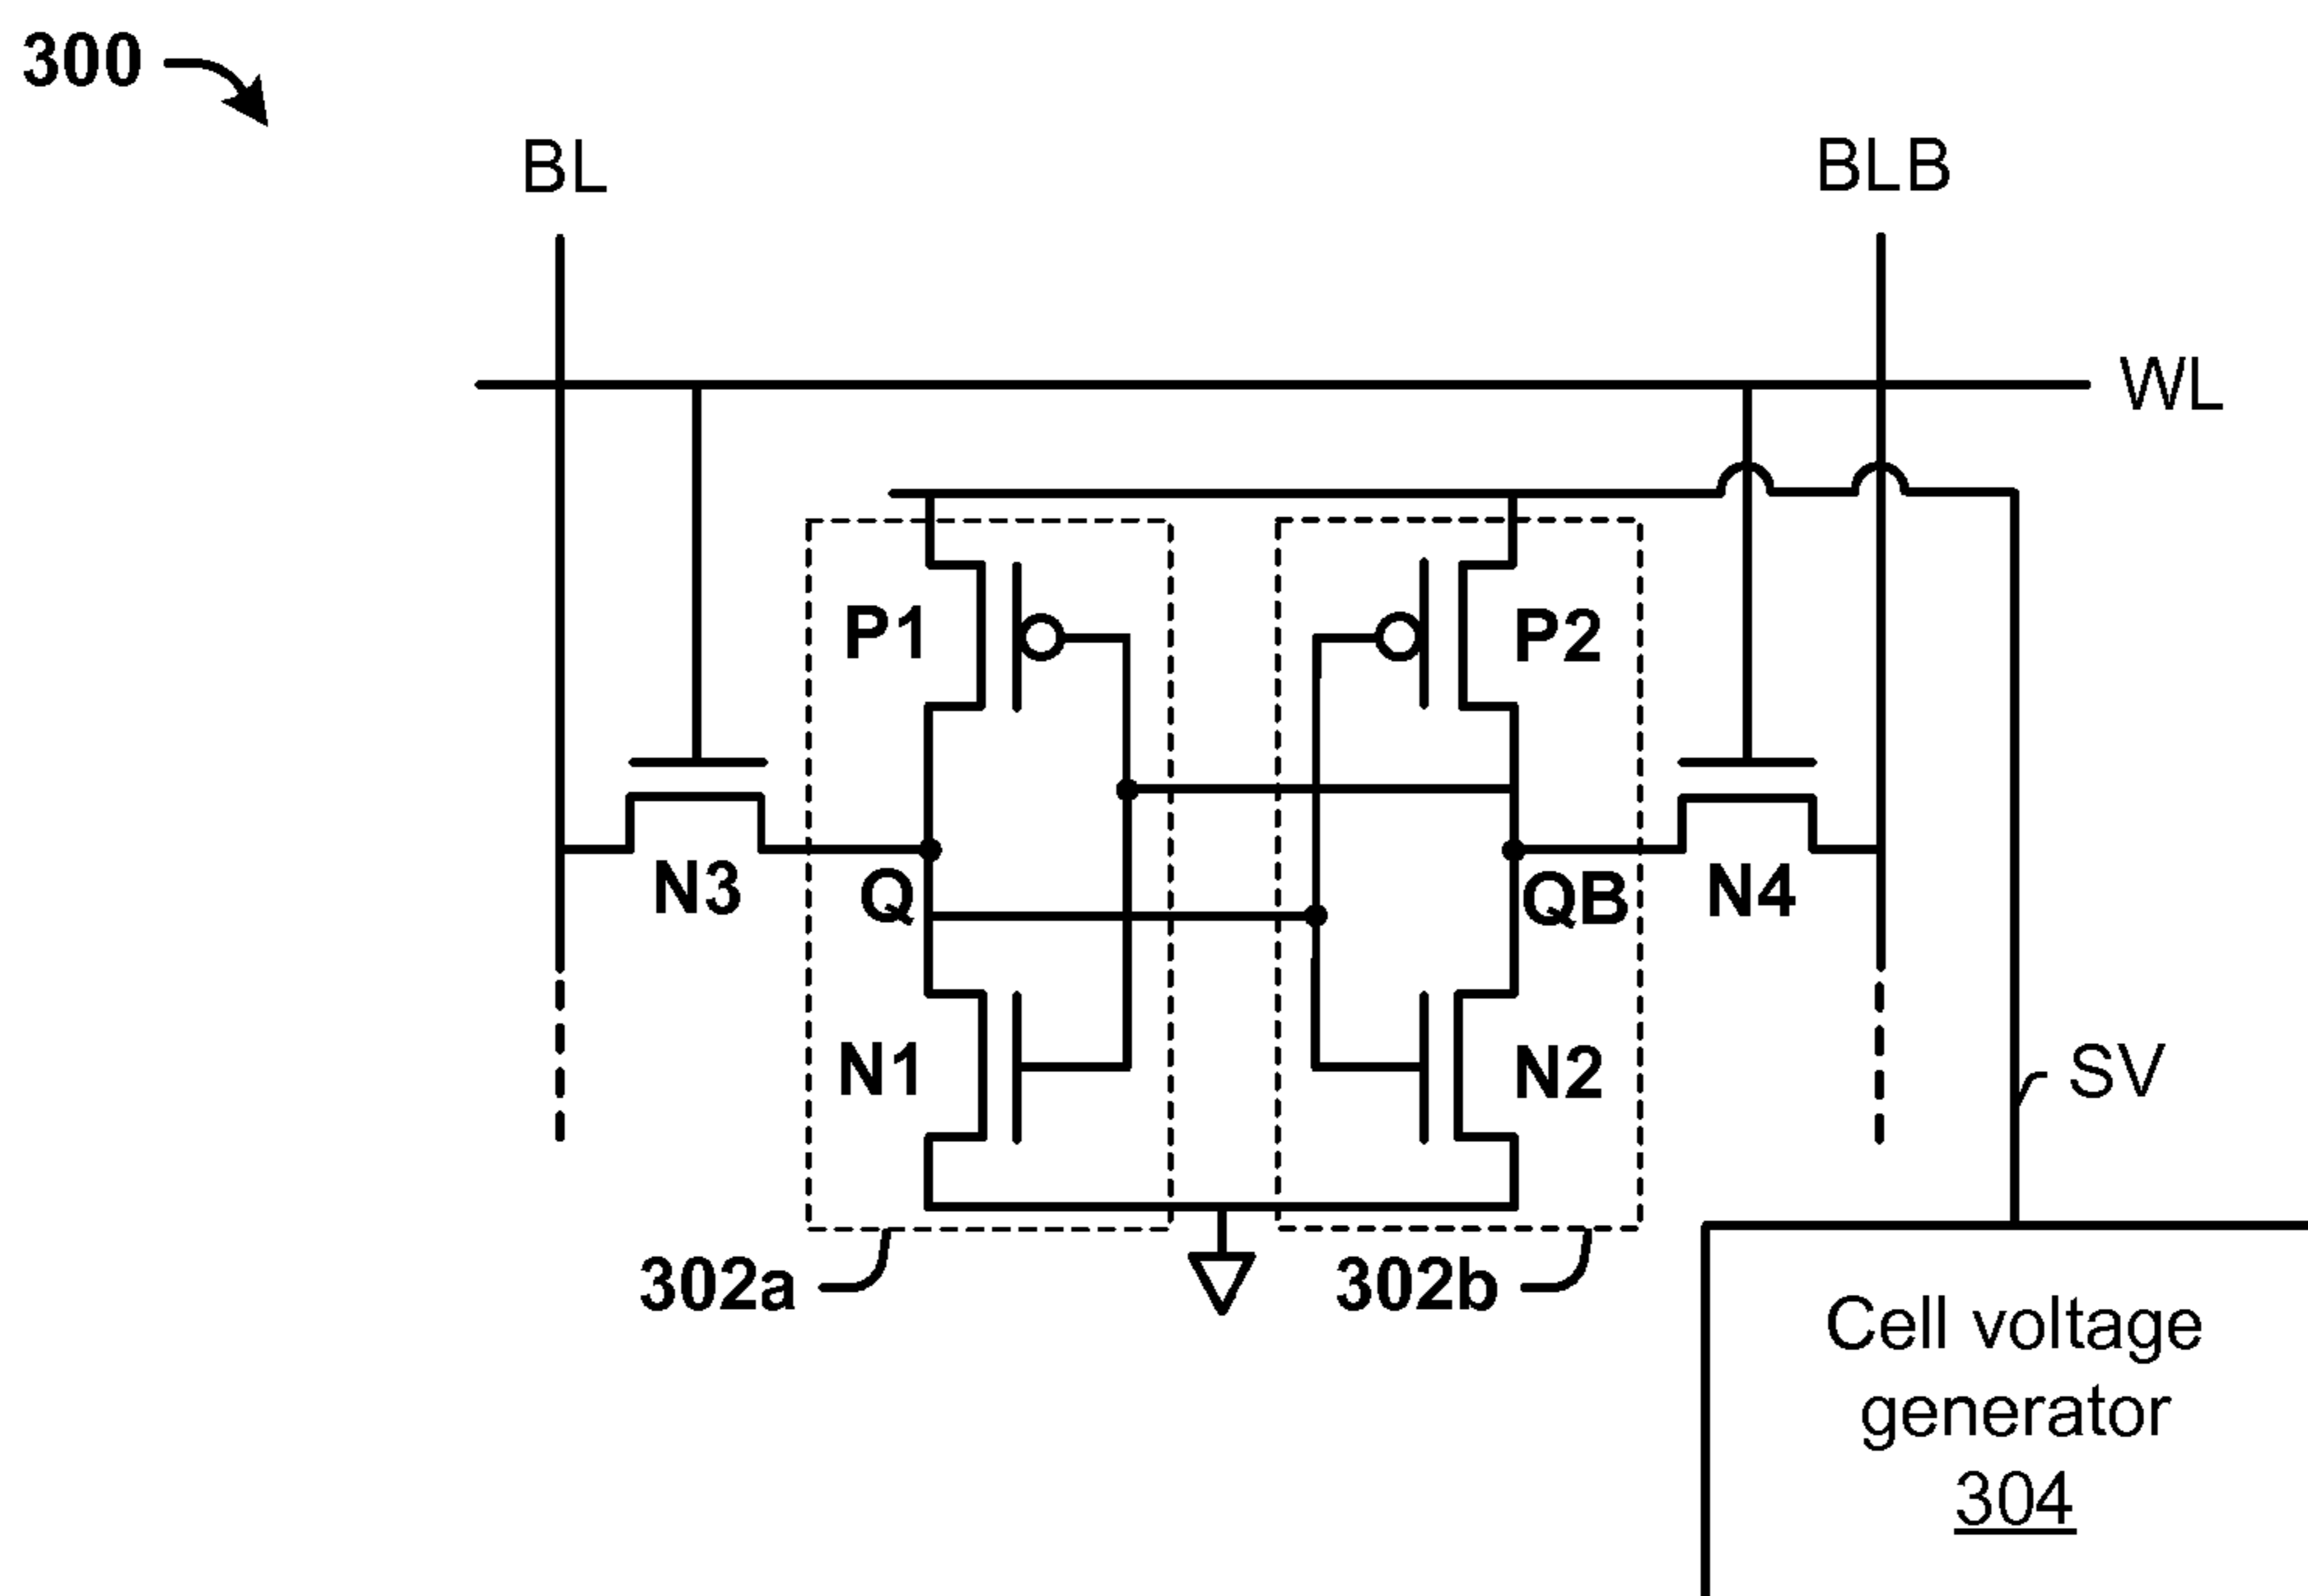 300
BL
BLB
WL
P1
P2
N3
Q
QB
N4
N1
N2
SV
302a
302b
Cell voltage
generator
304